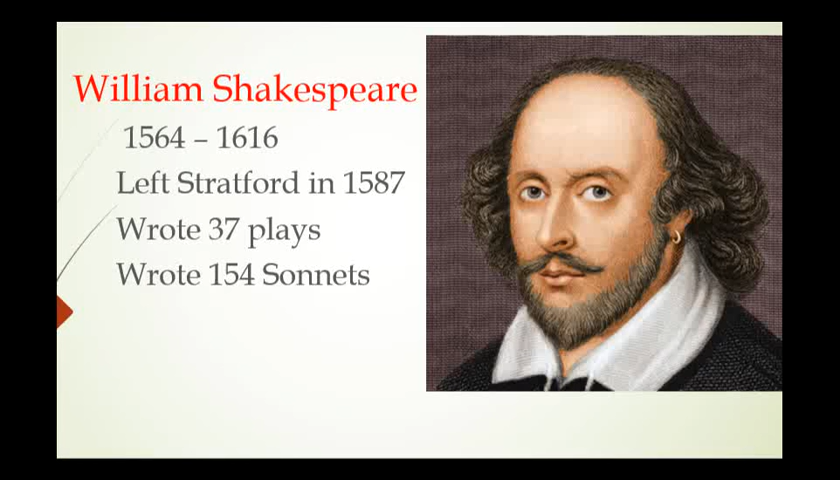 William Shakespeare
1564 – 1616
Left Stratford in 1587
Wrote 37 plays
Wrote 154 Sonnets